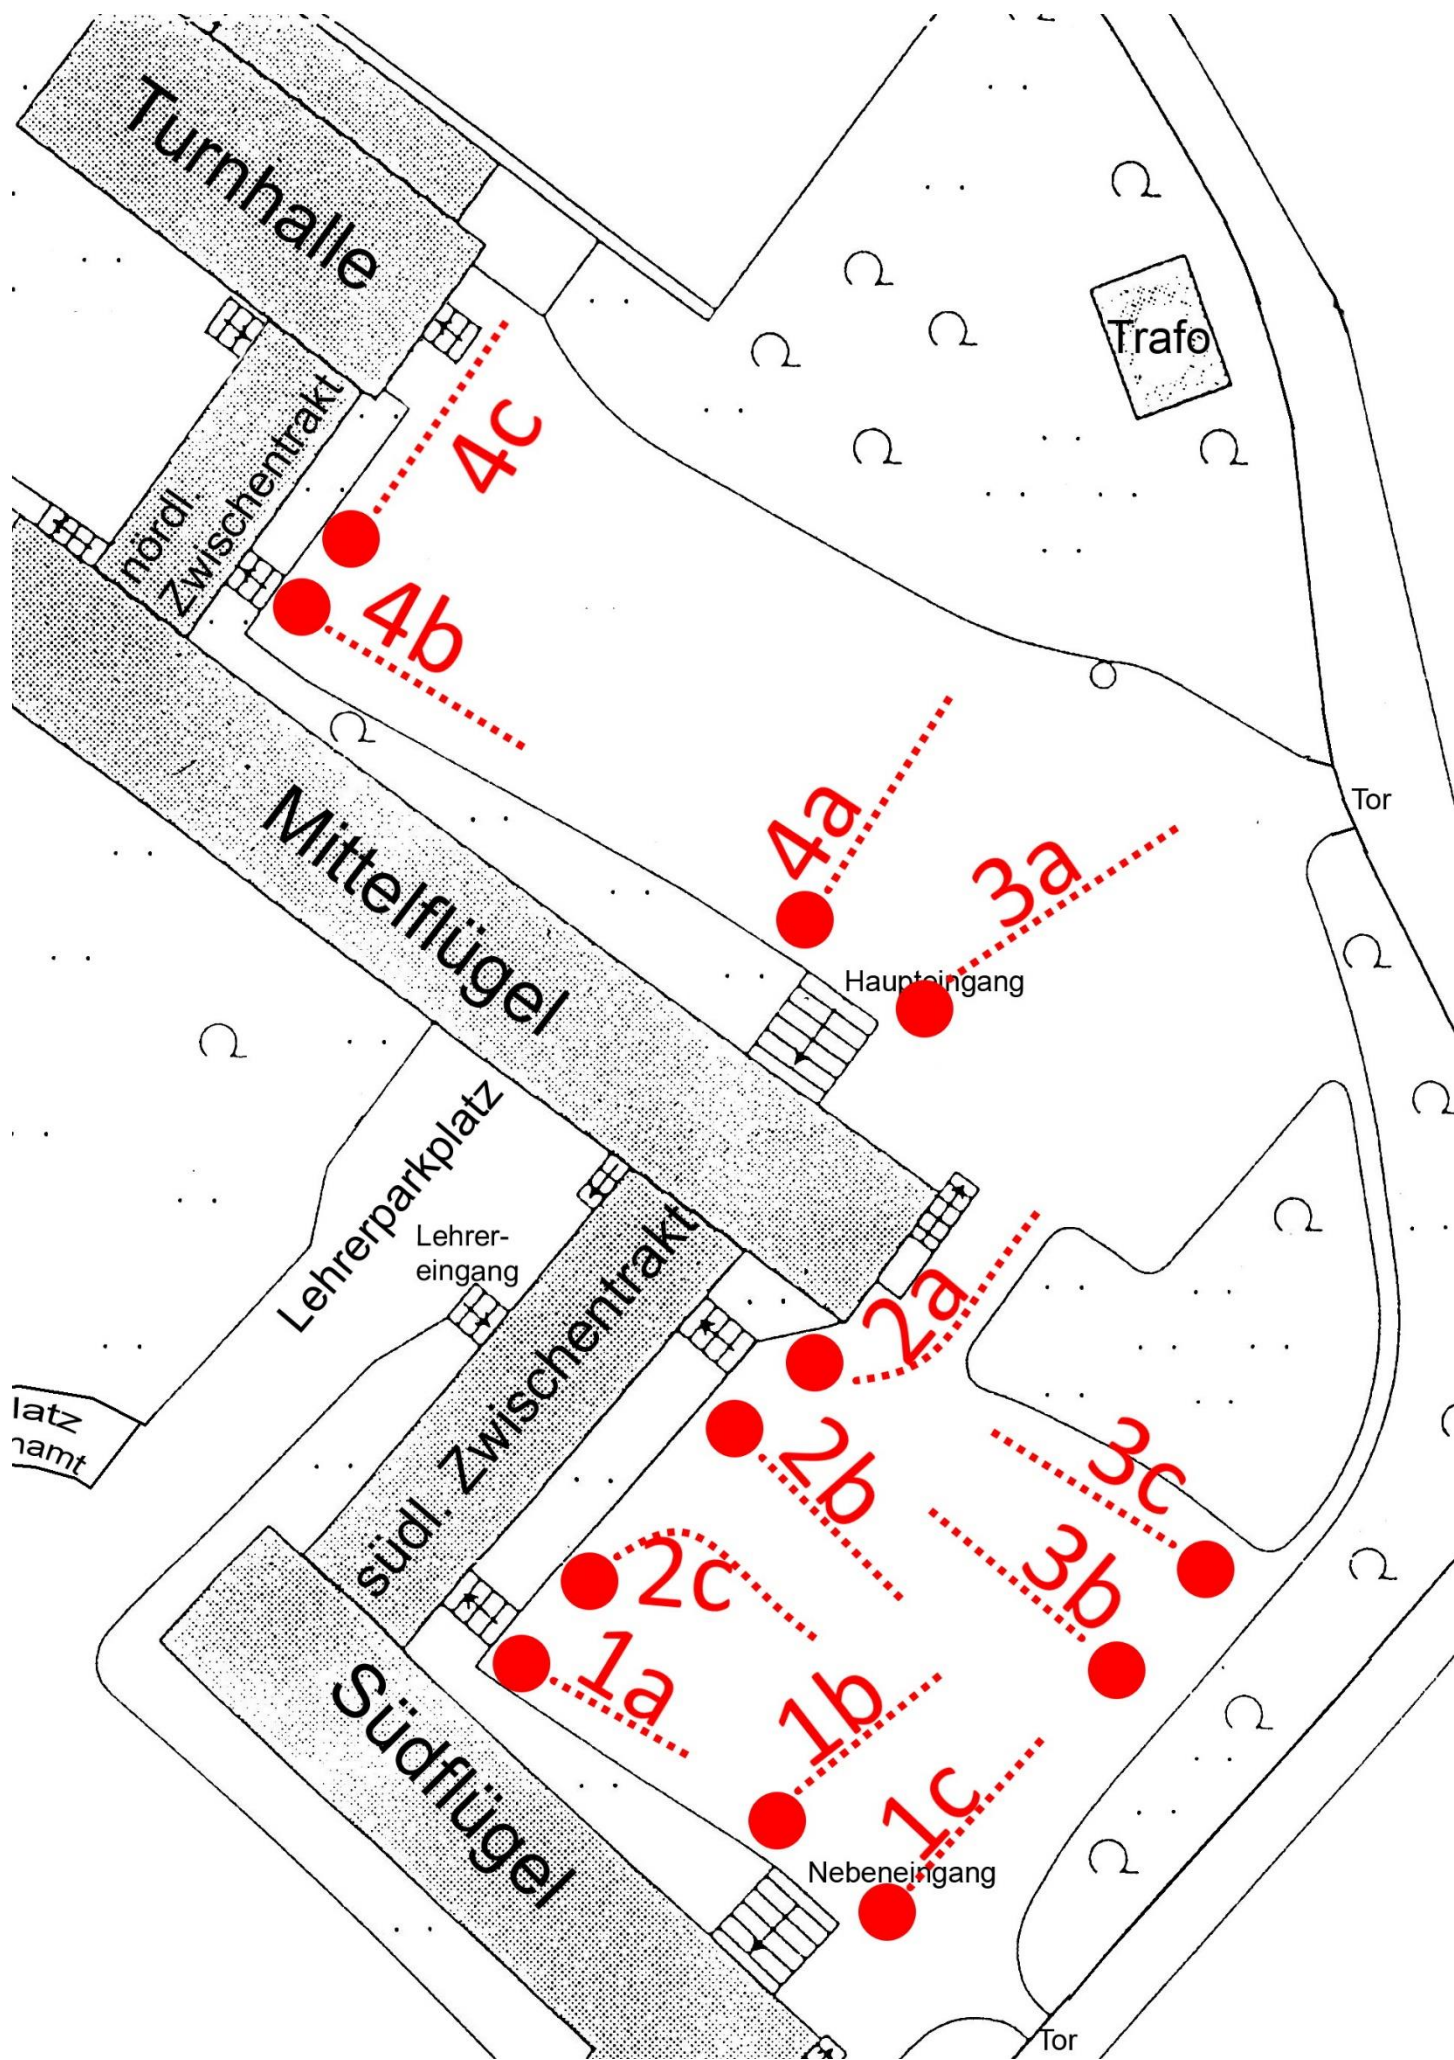 Turnhalle
Trafo
nördl.
Zwischentrakt
4c
4b
Tor
4a
3a
Mittelflügel
Haupteingang
Lehrerparkplatz
Lehrer-
eingang
2a
südl. Zwischentrakt
latz
namt
2b
3c
3b
2c
1a
1b
1c
Südflügel
Nebeneingang
Tor